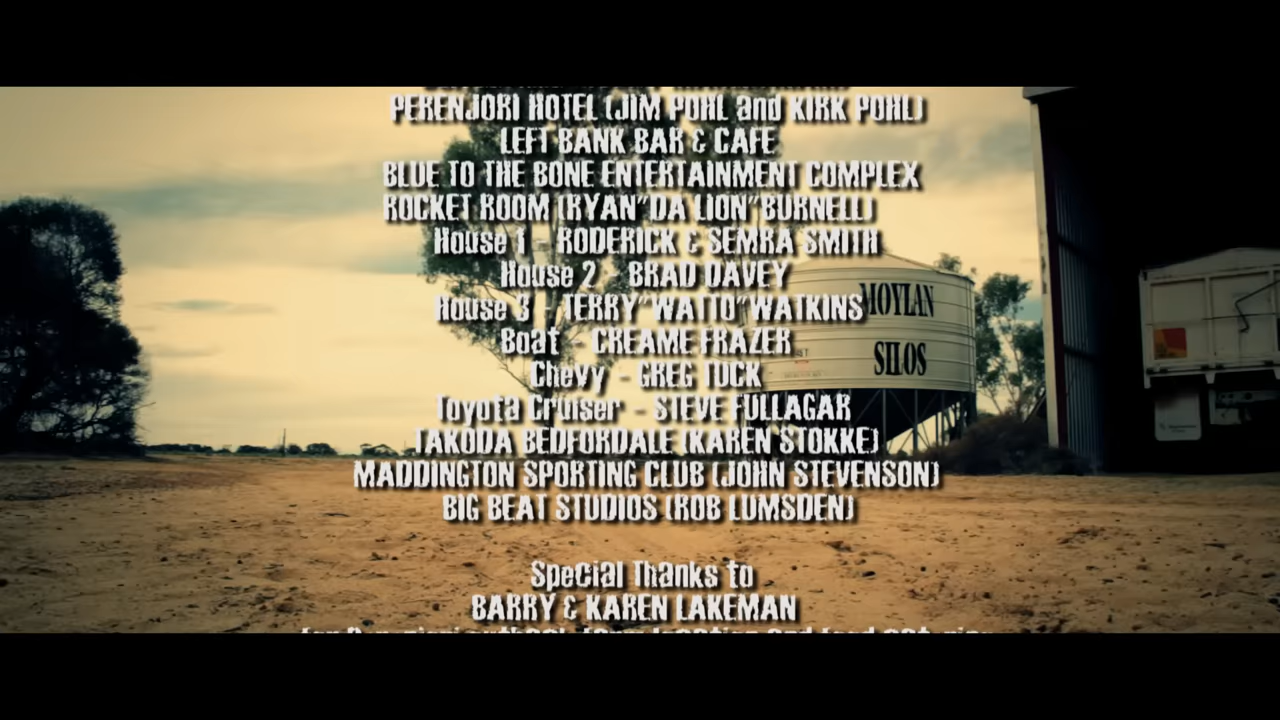 PERENJORI HOTEL (JIM POHL and KIRK POHL)
LEFT BANK BAR & CAFE
BLUE TO THE BONE ENTERTAINMENT COMPLEX
ROCKET ROOM (RYAN"DA LION"BURNELL)
House 1 - RODERICK & SEMRA SMITH
House 2 - BRAD DAVEY
House 3 - TERRY"WATTO"WATKINS
Boat - CREAME FRAZER
Chevy - GREG TUCK
Toyota Cruiser - STEVE FULLAGAR
TAKODA BEDFORDALE (KAREN STOKKE)
MADDINGTON SPORTING CLUB (JOHN STEVENSON)
BIG BEAT STUDIOS (ROB LUMSDEN)
Special Thanks to
BARRY & KAREN LAKEMAN
MOYLAN
SILOS